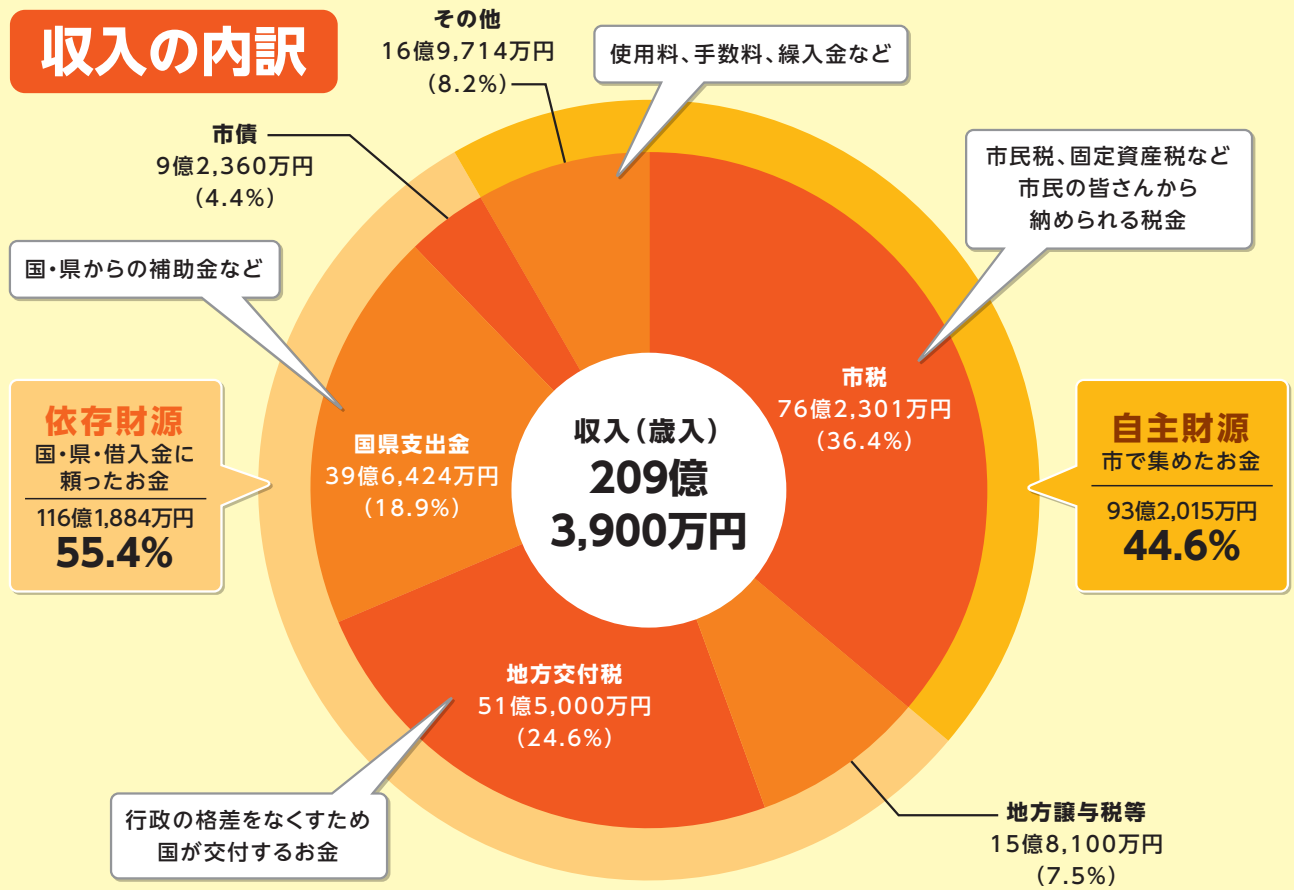 収入の内訳
その他
16億9,714万円
(8.2%)
使用料、手数料、繰入金など
市債
9億2,360万円
(4.4%)
市民税、固定資産税など
市民の皆さんから
納められる税金
国・県からの補助金など
市税
76億2,301万円
(36.4%)
依存財源
国・県・借入金に
頼ったお金
116億1,884万円
55.4%
国県支出金
39億6,424万円
(18.9%)
収入(歳入)
209億
3,900万円
自主財源
市で集めたお金
93億2,015万円
44.6%
地方交付税
51億5,000万円
(24.6%)
行政の格差をなくすため
国が交付するお金
地方譲与税等
15億8,100万円
(7.5%)